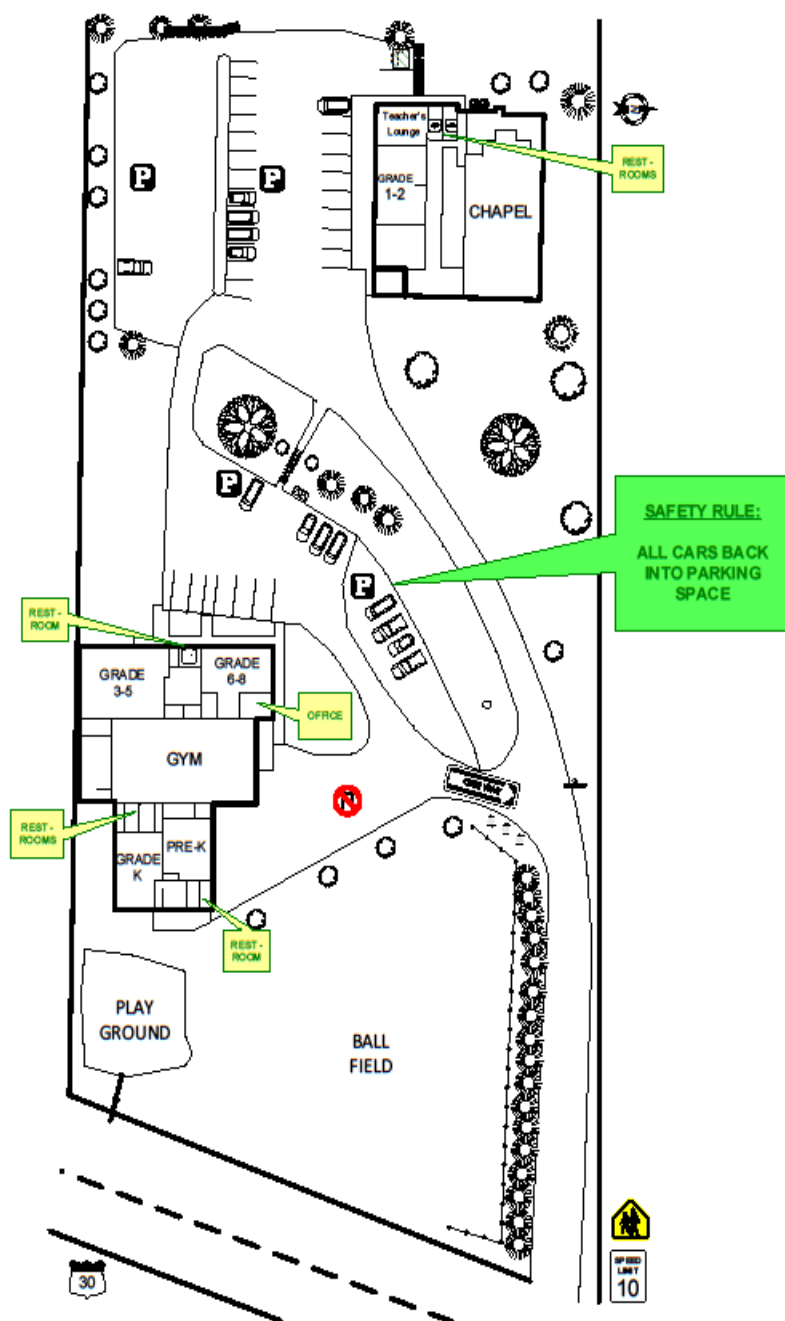 Teacher's
Lounge
N
REST -
ROOMS
P
P
GRADE
1-2
CHAPEL
P
SAFETY RULE:
ALL CARS BACK
INTO PARKING
SPACE
P
REST -
ROOM
GRADE
3-5
GRADE
6-8
OFFICE
GYM
ONE WAY
REST -
ROOMS
GRADE
K
PRE-K
REST -
ROOM
PLAY
GROUND
BALL
FIELD
30
SPEED
LIMIT
10